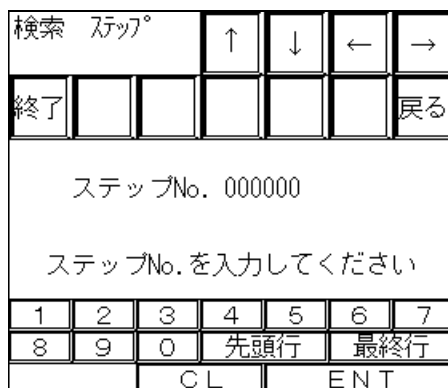 検索 ｽﾃｯﾌﾟ ↑ ↓ ← →
終了 戻る
ステップNo. 000000
ステップNo.を入力してください
1 2 3 4 5 6 7
8 9 0 先頭行 最終行
CL ENT